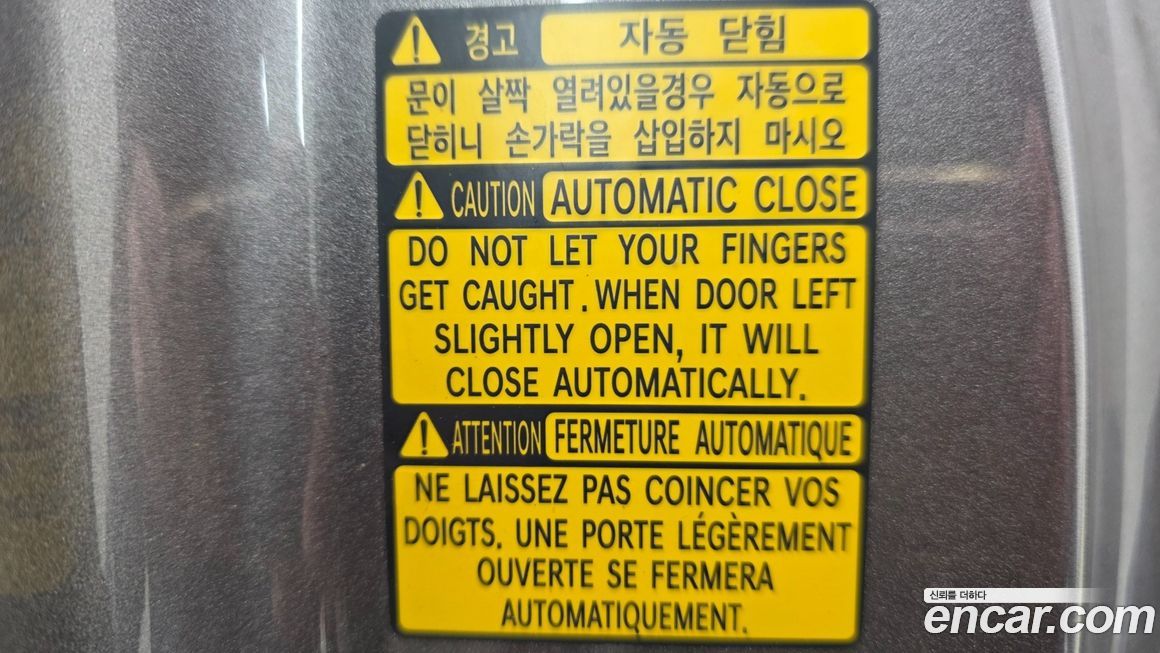 경고 자동 닫힘
문이 살짝 열려있을경우 자동으로
닫히니 손가락을 삽입하지 마시오
CAUTION AUTOMATIC CLOSE
DO NOT LET YOUR FINGERS
GET CAUGHT. WHEN DOOR LEFT
SLIGHTLY OPEN, IT WILL
CLOSE AUTOMATICALLY.
ATTENTION FERMETURE AUTOMATIQUE
NE LAISSEZ PAS COINCER VOS
DOIGTS. UNE PORTE LÉGÈREMENT
OUVERTE SE FERMERA
AUTOMATIQUEMENT.
신뢰를 더하다
encar.com